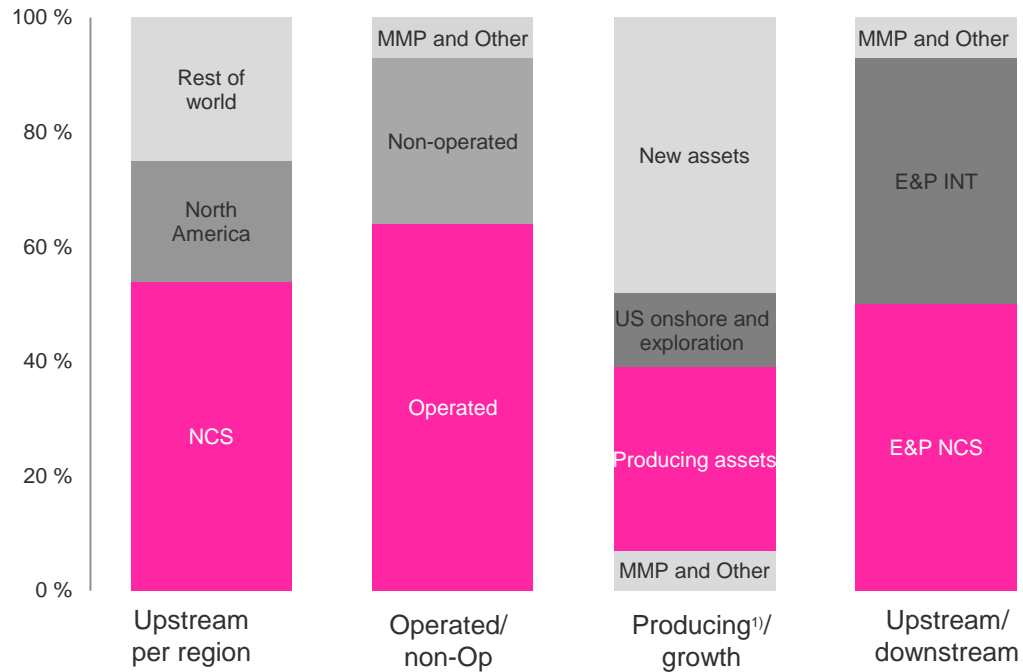 100 %
80 %
60 %
40 %
20 %
0 %
Rest of
world
North
America
NCS
Upstream
per region
MMP and Other
Non-operated
Operated
Operated/
non-Op
New assets
US onshore and
exploration
Producing assets
MMP and Other
Producing¹⁾/
growth
MMP and Other
E&P INT
E&P NCS
Upstream/
downstream